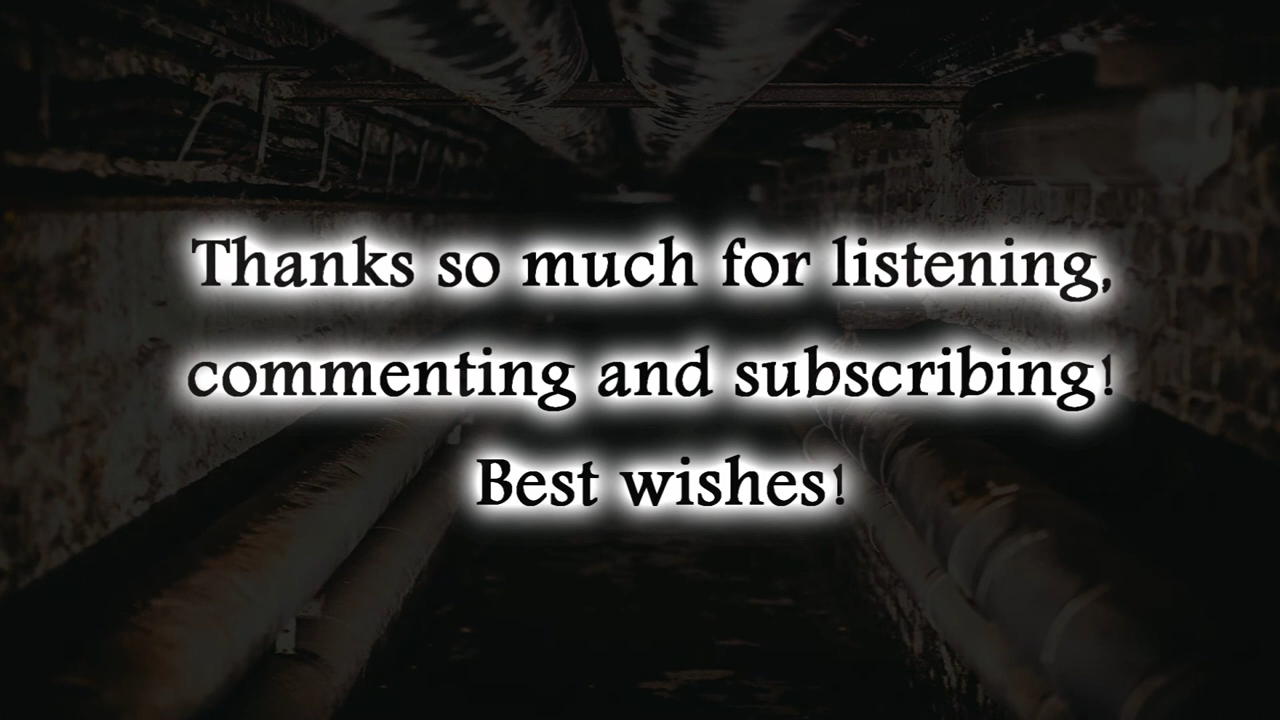 Thanks so much for listening,
commenting and subscribing!
Best wishes!